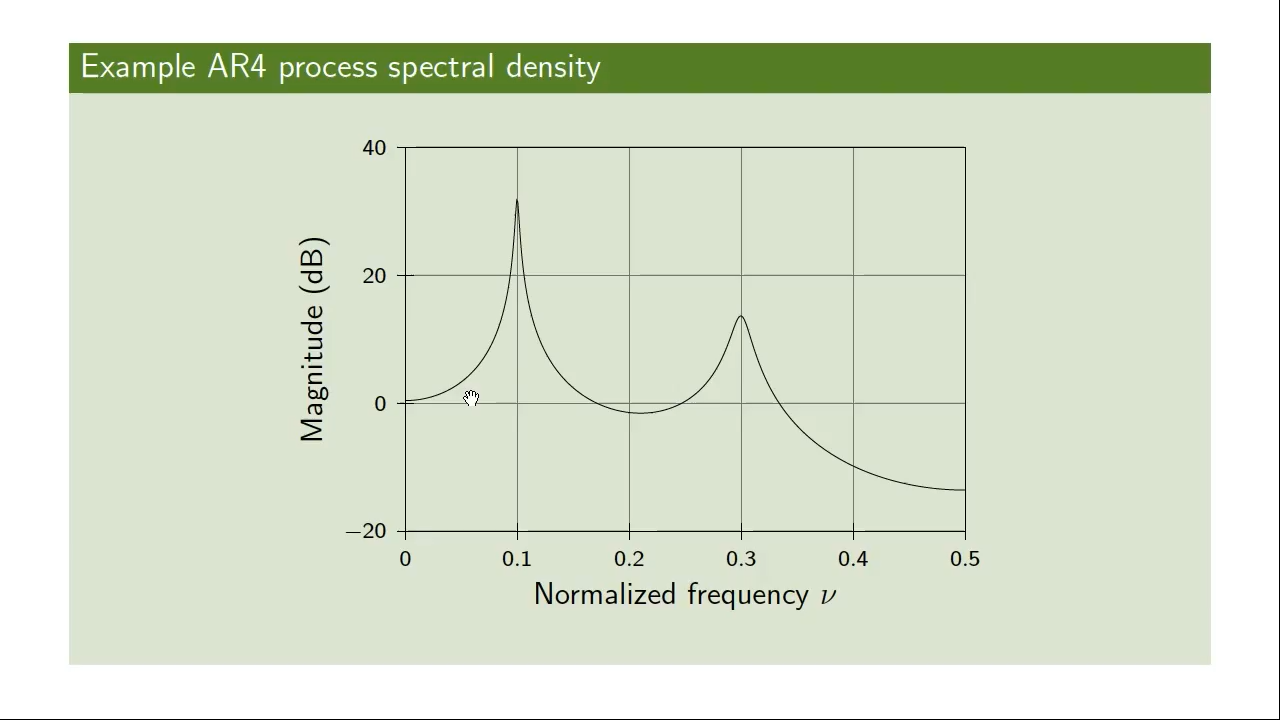 Example AR4 process spectral density
40
20
0
−20
Magnitude (dB)
0 0.1 0.2 0.3 0.4 0.5
Normalized frequency ν